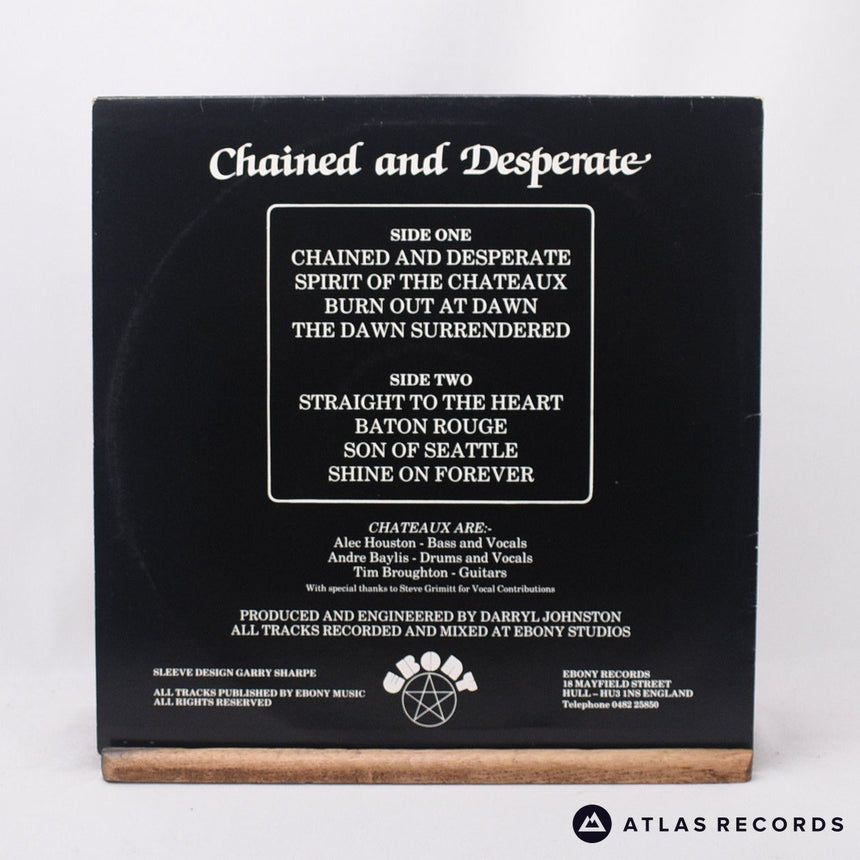 Chained and Desperate
SIDE ONE
CHAINED AND DESPERATE
SPIRIT OF THE CHATEAUX
BURN OUT AT DAWN
THE DAWN SURRENDERED
SIDE TWO
STRAIGHT TO THE HEART
BATON ROUGE
SON OF SEATTLE
SHINE ON FOREVER
CHATEAUX ARE:-
Alec Houston - Bass and Vocals
Andre Baylis - Drums and Vocals
Tim Broughton - Guitars
With special thanks to Steve Grimitt for Vocal Contributions
PRODUCED AND ENGINEERED BY DARRYL JOHNSTON
ALL TRACKS RECORDED AND MIXED AT EBONY STUDIOS
SLEEVE DESIGN GARRY SHARPE
ALL TRACKS PUBLISHED BY EBONY MUSIC
ALL RIGHTS RESERVED
EBONY
EBONY RECORDS
18 MAYFIELD STREET
HULL – HU3 1NS ENGLAND
Telephone 0482 25850
ATLAS RECORDS